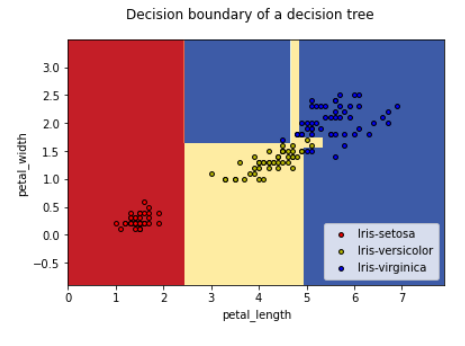 Decision boundary of a decision tree
petal_width
3.0
2.5
2.0
1.5
1.0
0.5
0.0
−0.5
0
1
2
3
4
5
6
7
petal_length
Iris-setosa
Iris-versicolor
Iris-virginica